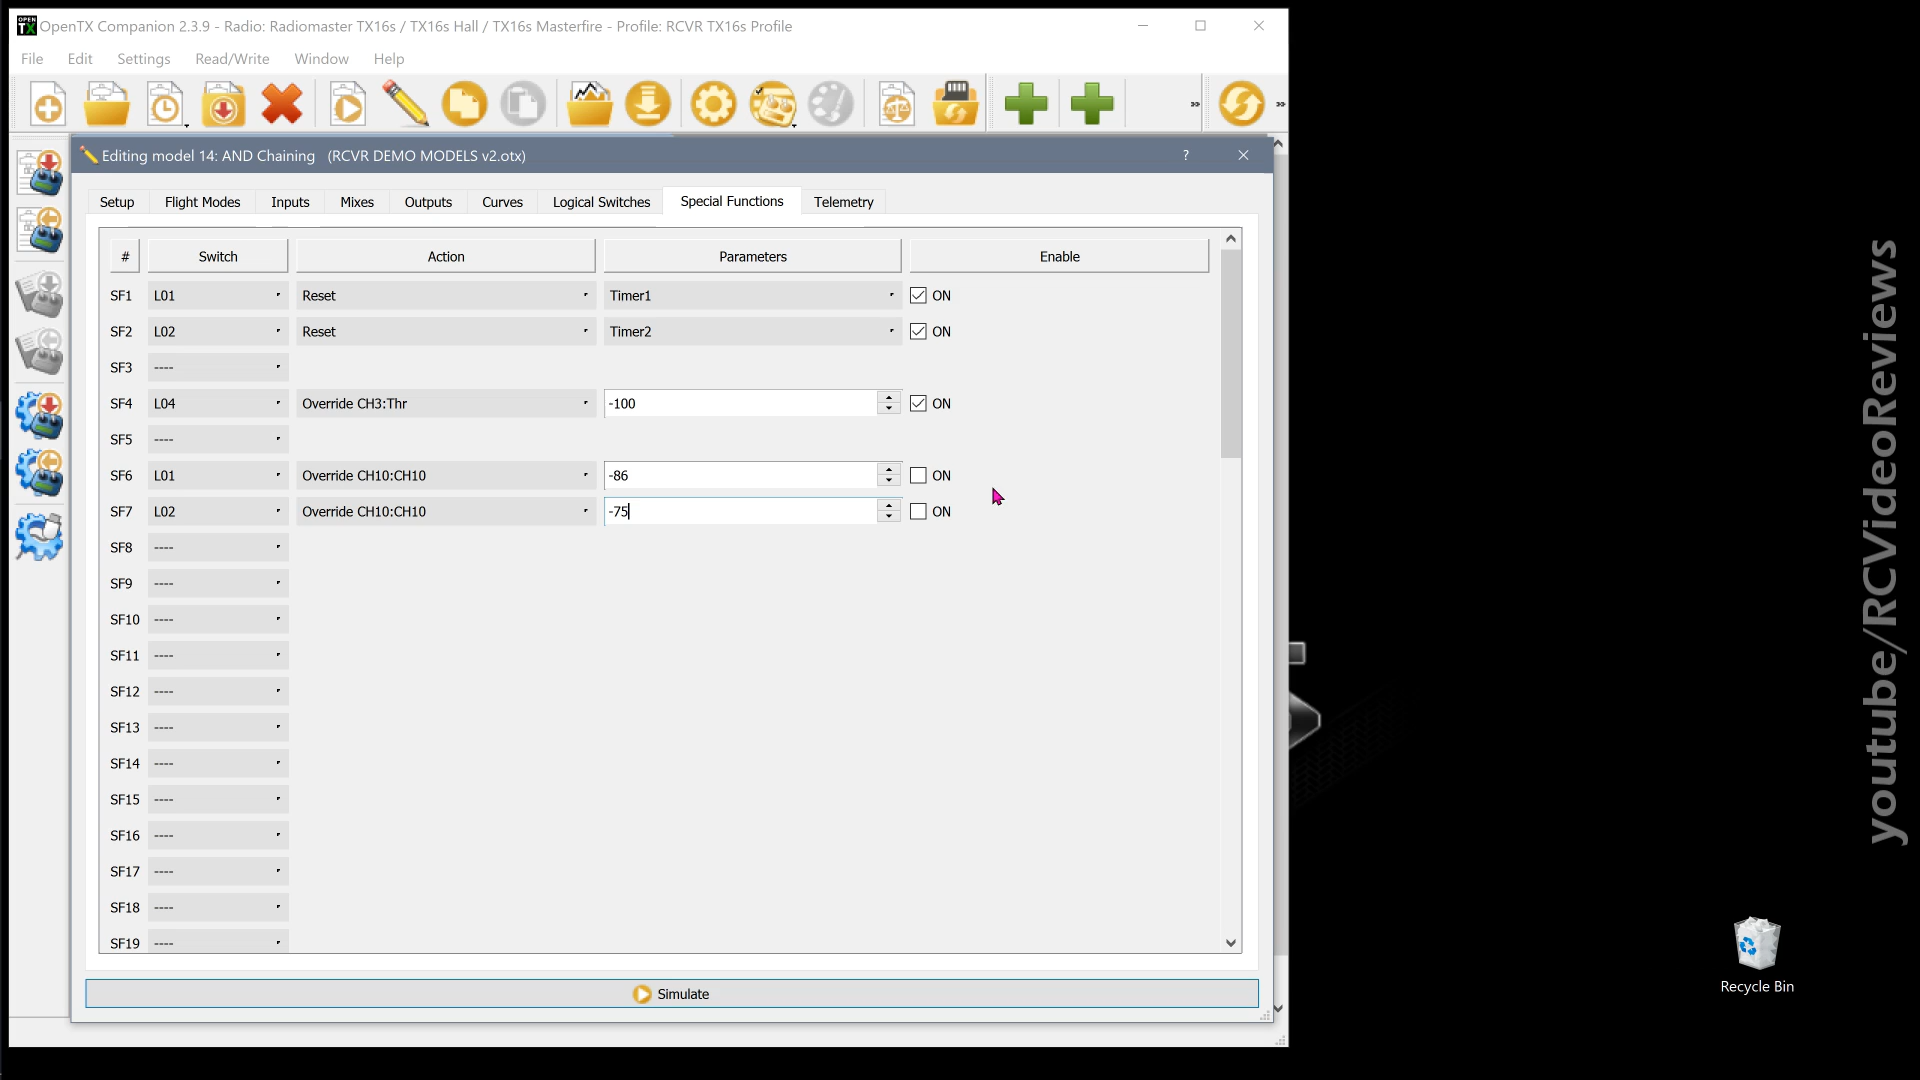 OPEN TX OpenTX Companion 2.3.9 - Radio: Radiomaster TX16s / TX16s Hall / TX16s Masterfire - Profile: RCVR TX16s Profile
File Edit Settings Read/Write Window Help
Editing model 14: AND Chaining (RCVR DEMO MODELS v2.otx) ?
Setup Flight Modes Inputs Mixes Outputs Curves Logical Switches Special Functions Telemetry
# Switch Action Parameters Enable
SF1 L01 Reset Timer1 ON
SF2 L02 Reset Timer2 ON
SF3 ----
SF4 L04 Override CH3:Thr -100 ON
SF5 ----
SF6 L01 Override CH10:CH10 -86 ON
SF7 L02 Override CH10:CH10 -75 ON
SF8 ----
SF9 ----
SF10 ----
SF11 ----
SF12 ----
SF13 ----
SF14 ----
SF15 ----
SF16 ----
SF17 ----
SF18 ----
SF19 ----
Simulate
youtube/RCVideoReviews
Recycle Bin